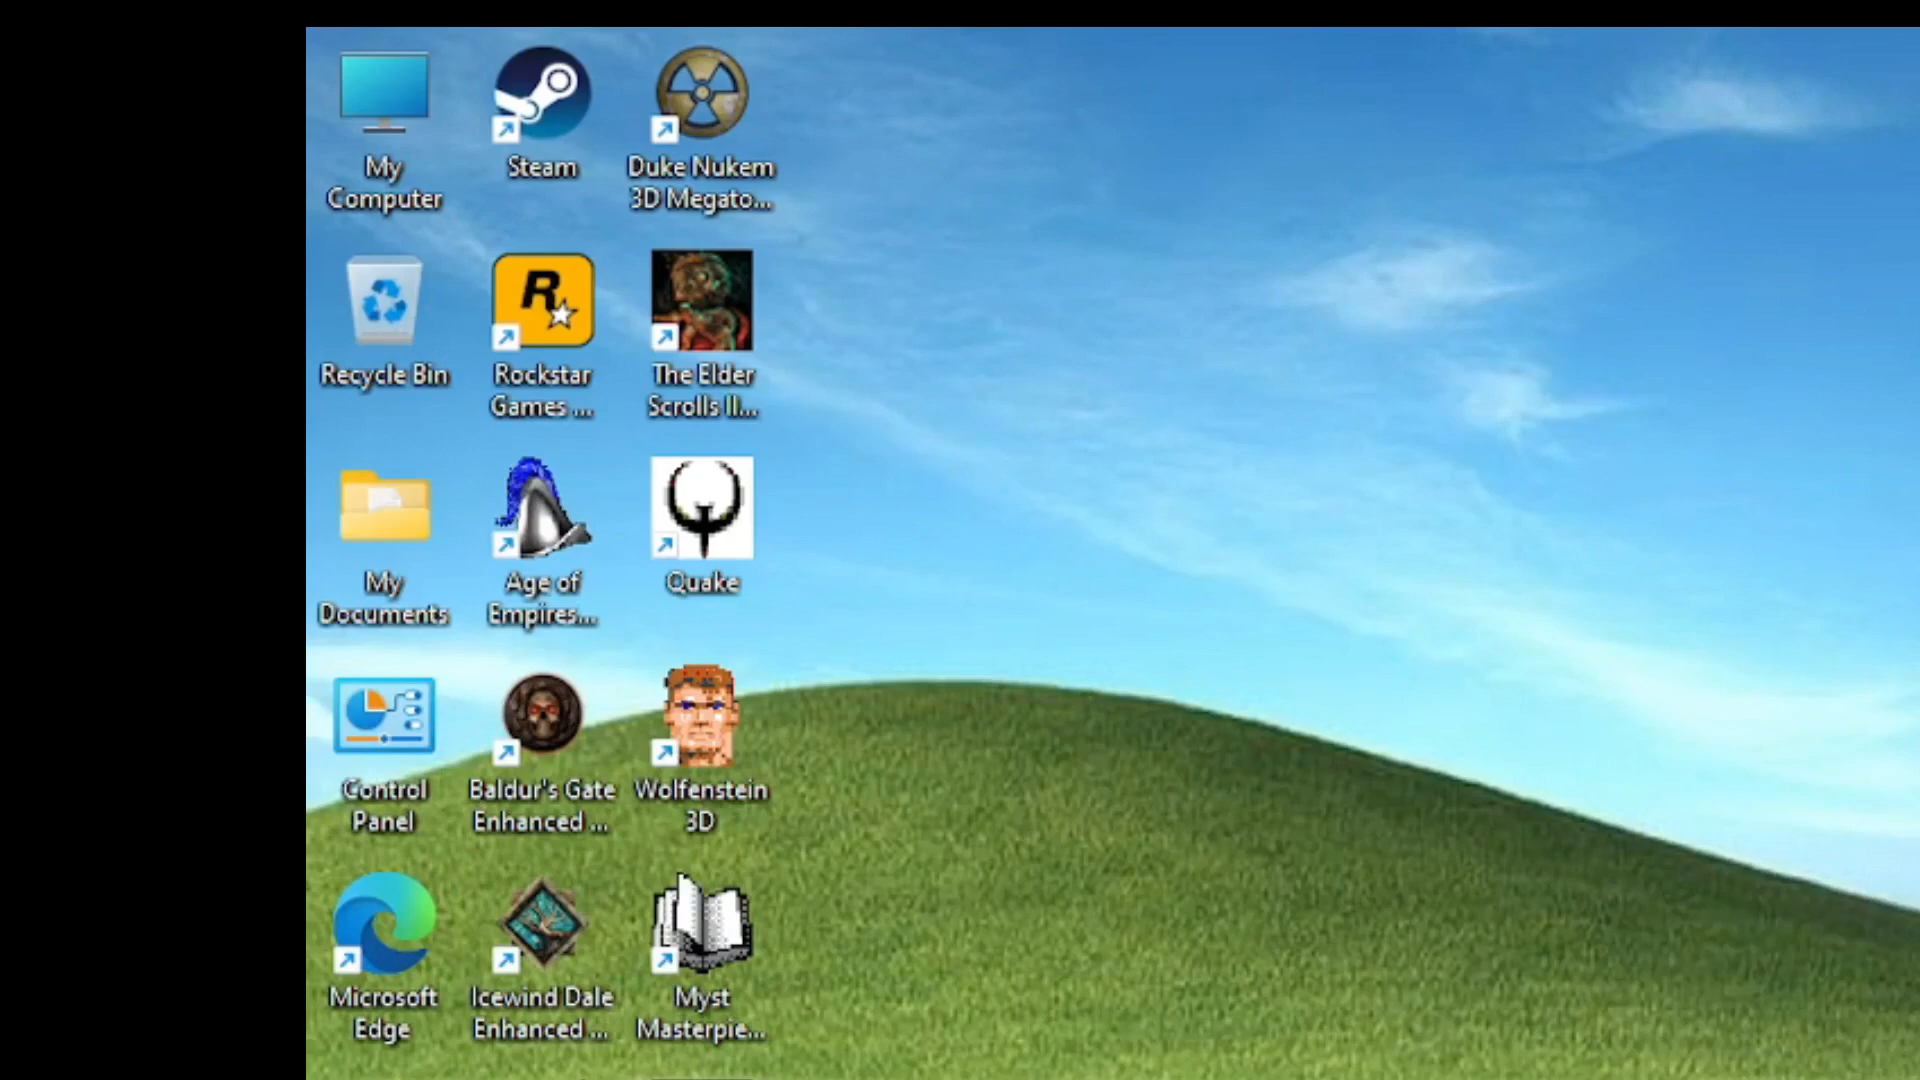 My
Computer
Steam
Duke Nukem
3D Megato...
Recycle Bin
R
Rockstar
Games ...
The Elder
Scrolls II...
My
Documents
Age of
Empires...
Quake
Control
Panel
Baldur's Gate
Enhanced ...
Wolfenstein
3D
Microsoft
Edge
Icewind Dale
Enhanced ...
Myst
Masterpie...